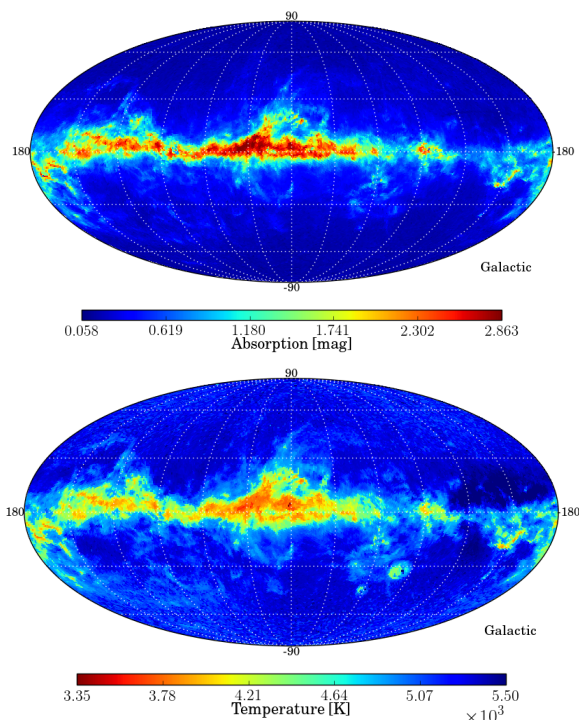 90
180
-180
Galactic
-90
0.058 0.619 1.180 1.741 2.302 2.863
Absorption [mag]
90
180
-180
Galactic
-90
3.35 3.78 4.21 4.64 5.07 5.50
Temperature [K]
×10³